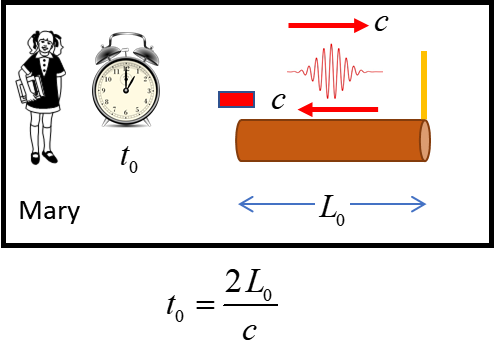 c
c
t₀
Mary
L₀
t₀ = 2L₀/c